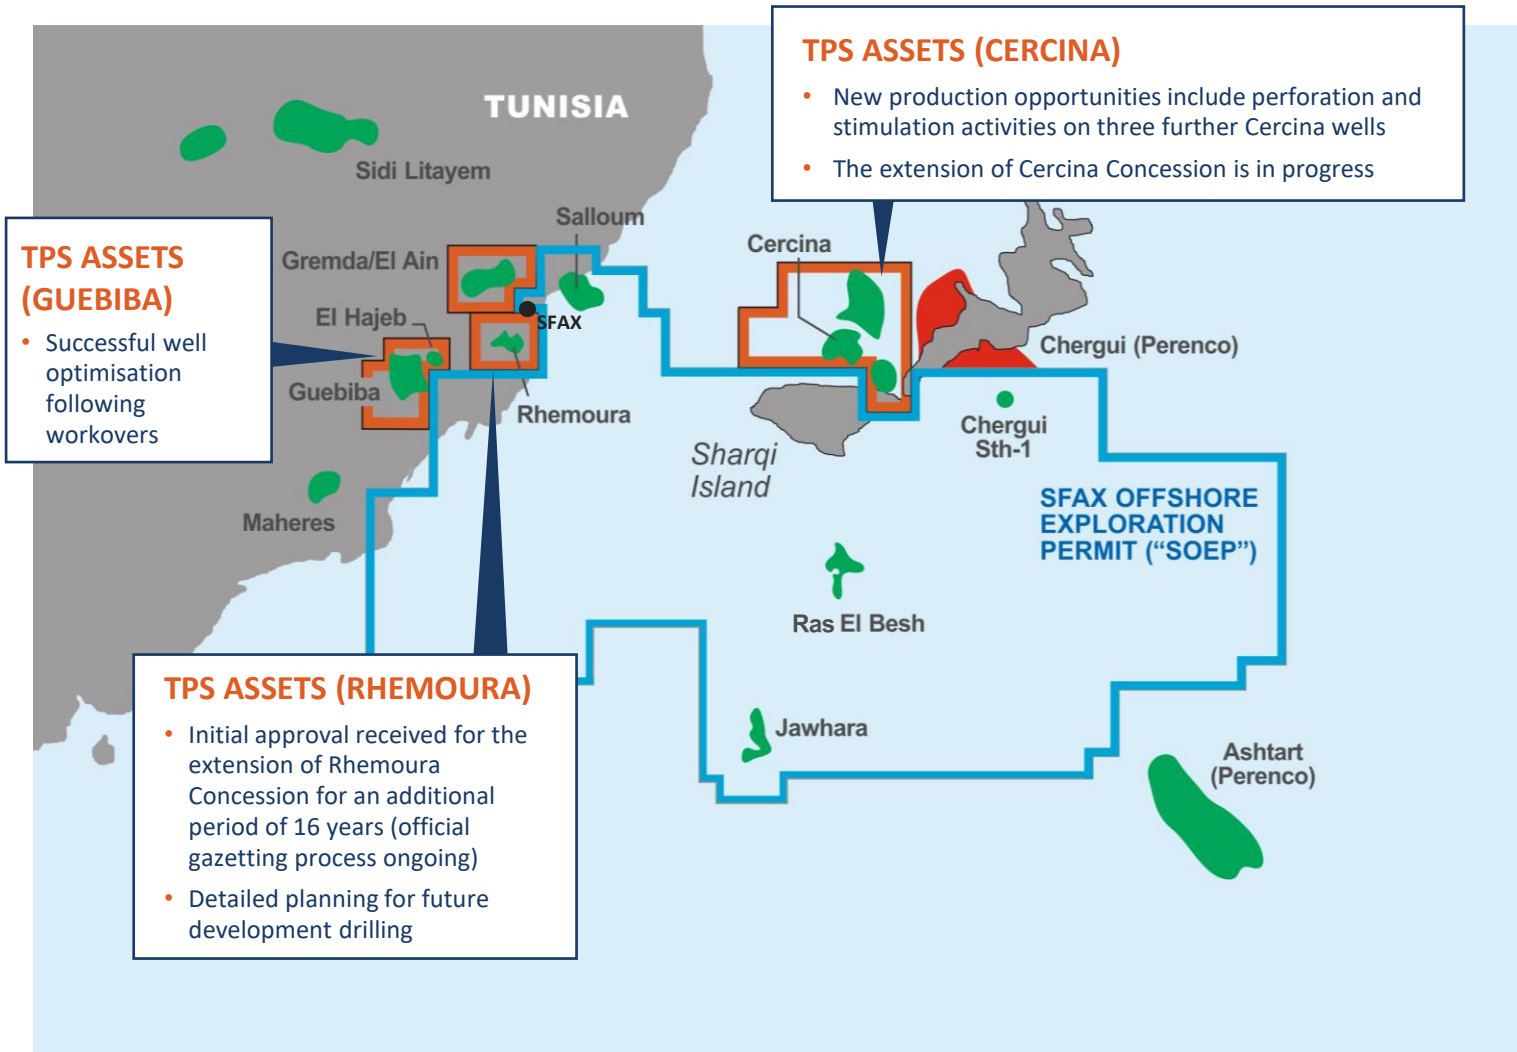 TPS ASSETS (CERCINA)
• New production opportunities include perforation and
stimulation activities on three further Cercina wells
• The extension of Cercina Concession is in progress
TUNISIA
Sidi Litayem
Salloum
Cercina
Gremda/El Ain
TPS ASSETS
(GUEBIBA)
• Successful well
optimisation
following
workovers
El Hajeb
SFAX
Chergui (Perenco)
Guebiba
Rhemoura
Chergui
Sth-1
Sharqi
Island
Maheres
SFAX OFFSHORE
EXPLORATION
PERMIT (“SOEP”)
Ras El Besh
TPS ASSETS (RHEMOURA)
• Initial approval received for the
extension of Rhemoura
Concession for an additional
period of 16 years (official
gazetting process ongoing)
• Detailed planning for future
development drilling
Jawhara
Ashtart
(Perenco)